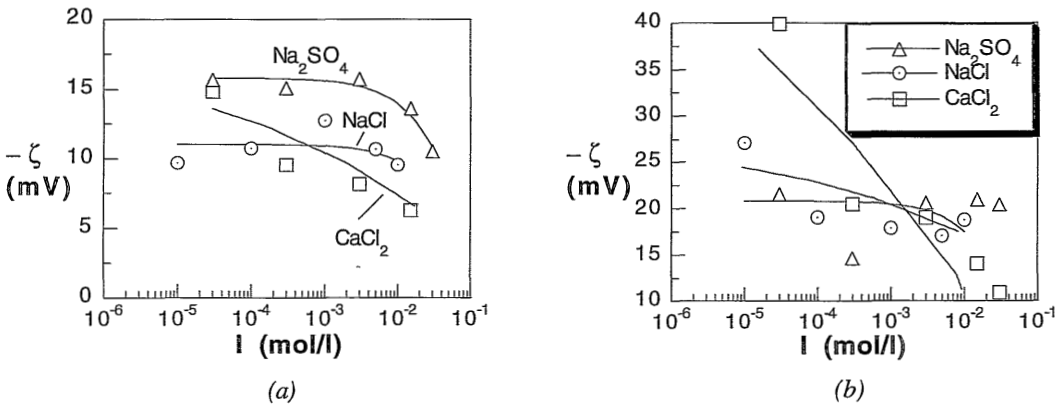 20
15
10
5
0
− ζ
(mV)
Na₂SO₄
NaCl
CaCl₂
10⁻⁶ 10⁻⁵ 10⁻⁴ 10⁻³ 10⁻² 10⁻¹
I (mol/l)
(a)
40
35
30
25
20
15
10
− ζ
(mV)
Na₂SO₄
NaCl
CaCl₂
10⁻⁶ 10⁻⁵ 10⁻⁴ 10⁻³ 10⁻² 10⁻¹
I (mol/l)
(b)